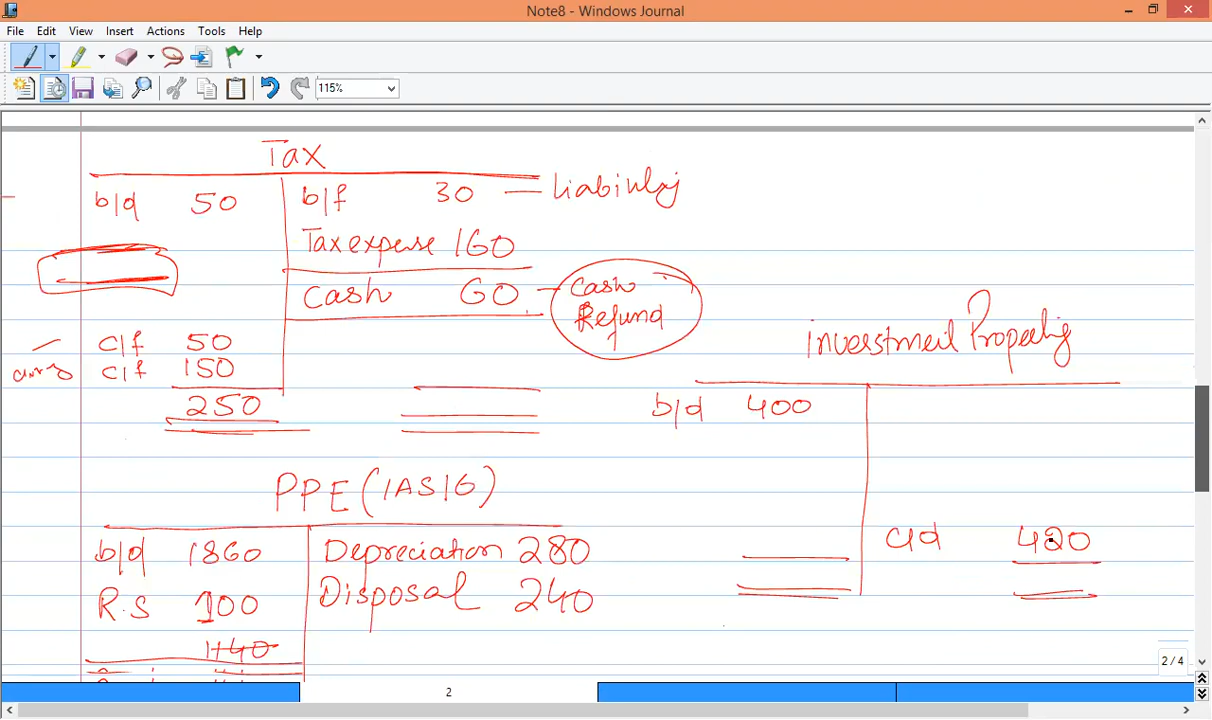 Note8 - Windows Journal
File Edit View Insert Actions Tools Help
115%
Tax
b/d 50 b/f 30 — Liability
Tax expense 160
Cash 60 — Cash
Refund
c/f 50
c/f 150
250
Investment Property
b/d 400
c/d 420
PPE (IAS16)
b/d 1860 Depreciation 280
R.S 100 Disposal 240
1140
2 / 4
2